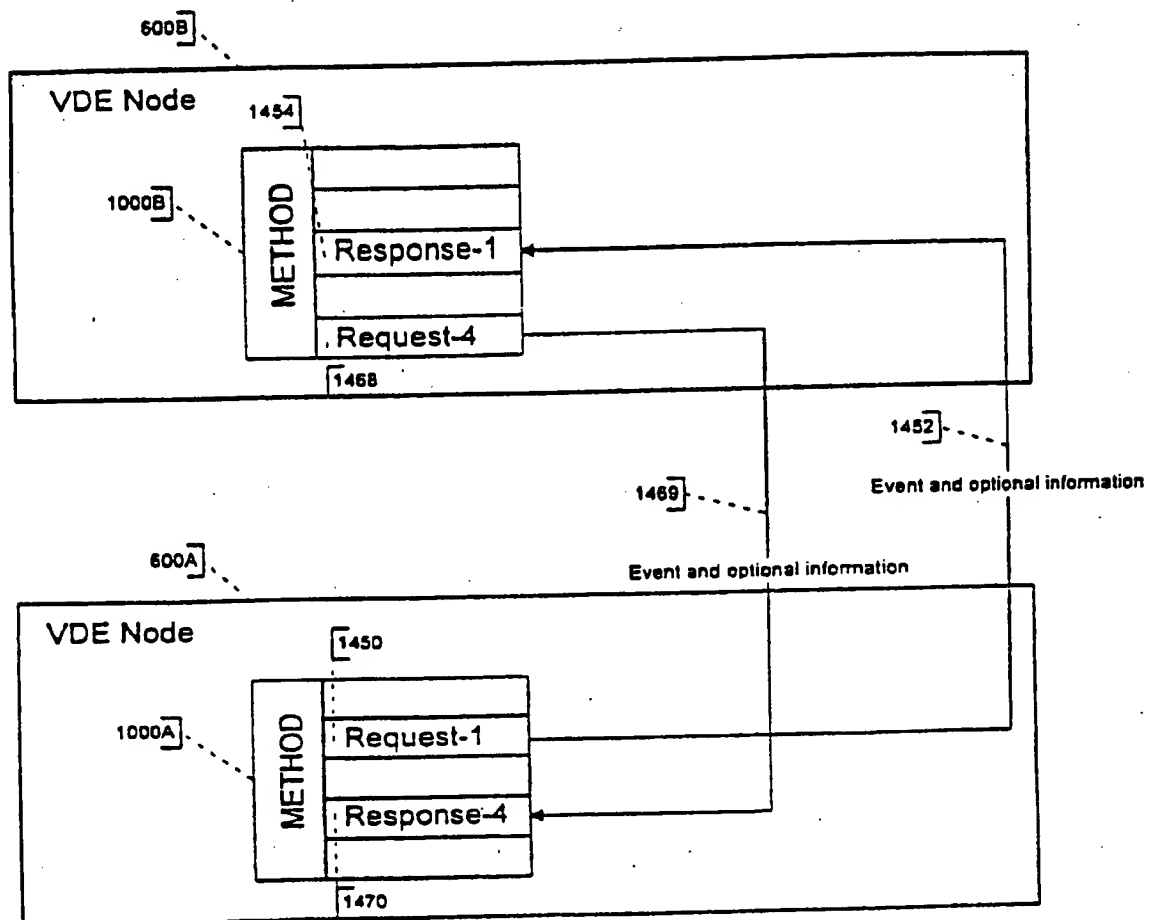 600B
VDE Node
1454
1000B
METHOD
Response-1
Request-4
1468
1452
Event and optional information
1469
600A
Event and optional information
VDE Node
1450
1000A
METHOD
Request-1
Response-4
1470